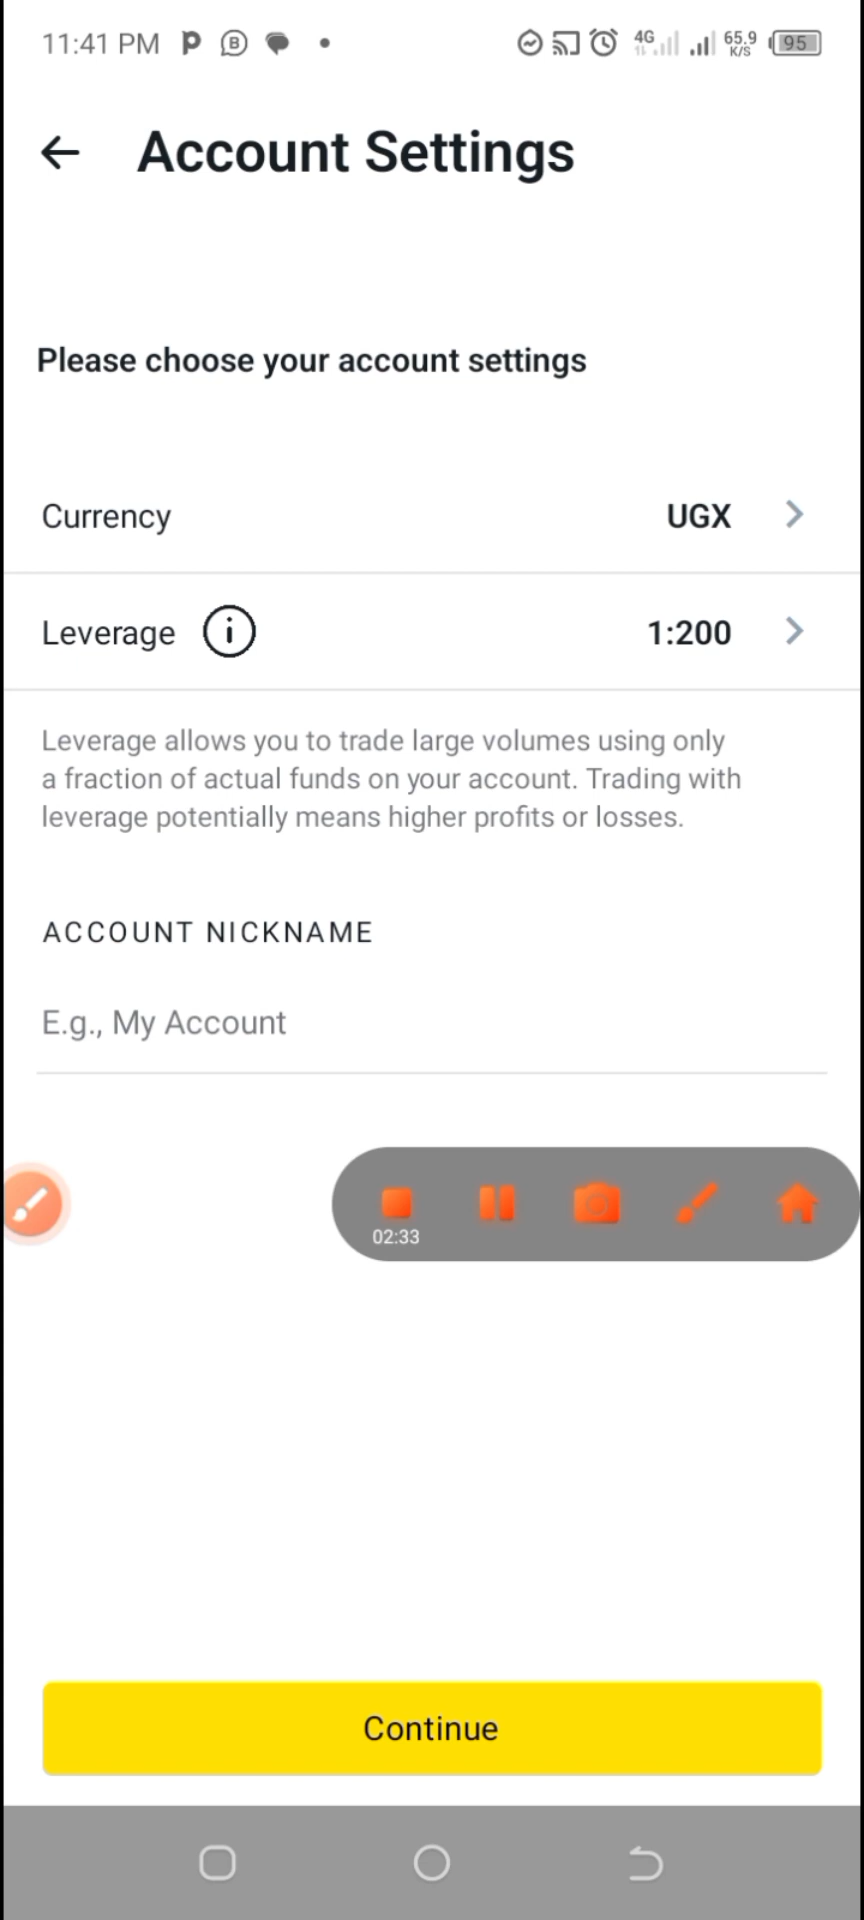 11:41 PM
4G
65.9
K/S
95
Account Settings
Please choose your account settings
Currency UGX
Leverage i 1:200
Leverage allows you to trade large volumes using only
a fraction of actual funds on your account. Trading with
leverage potentially means higher profits or losses.
ACCOUNT NICKNAME
E.g., My Account
02:33
Continue